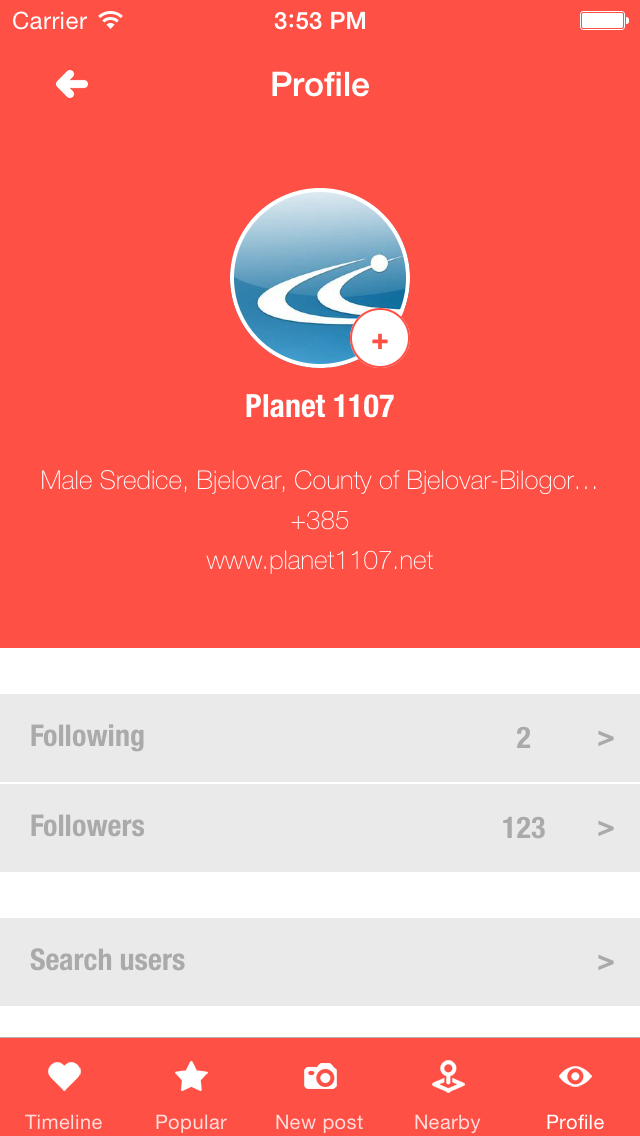 Carrier 3:53 PM
Profile
+
Planet 1107
Male Sredice, Bjelovar, County of Bjelovar-Bilogor...
+385
www.planet1107.net
Following 2 >
Followers 123 >
Search users >
Timeline Popular New post Nearby Profile